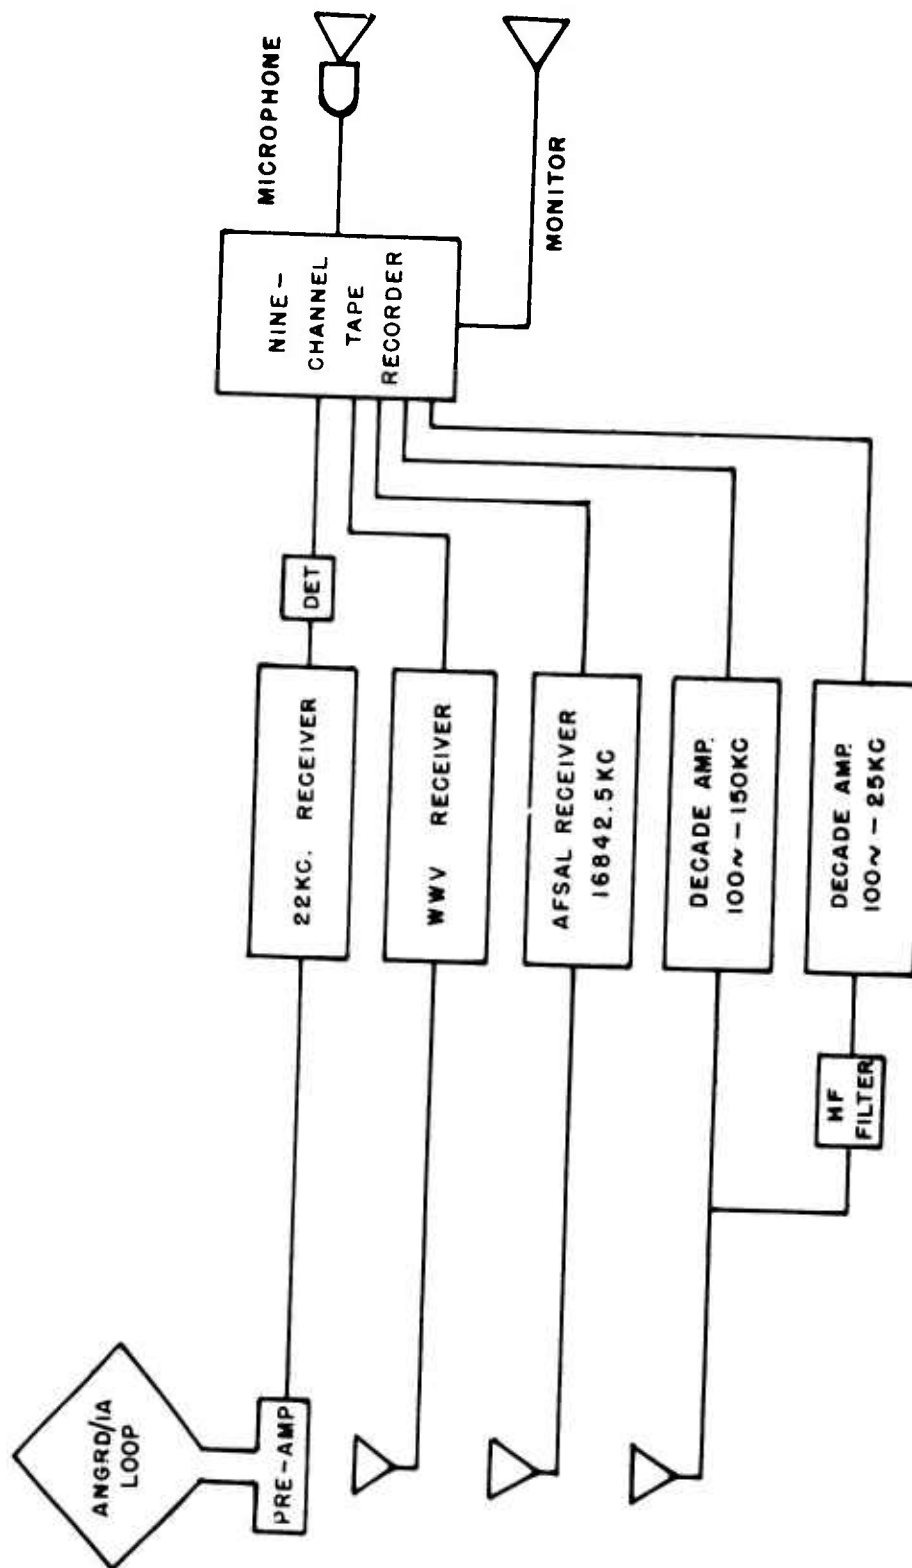 ANGRD/1A
LOOP
PRE-AMP
22KC. RECEIVER
DET
WWV RECEIVER
AFSAL RECEIVER
16842.5KC
DECADE AMP.
100~-150KC
HF
FILTER
DECADE AMP.
100~-25KC
NINE-
CHANNEL
TAPE
RECORDER
MICROPHONE
MONITOR